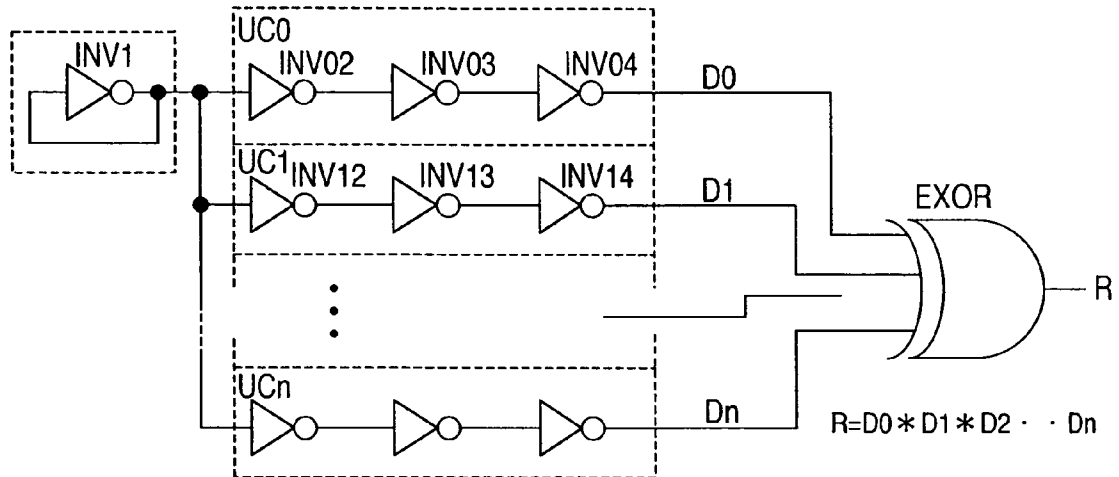 INV1
UC0
INV02
INV03
INV04
D0
UC1
INV12
INV13
INV14
D1
EXOR
R
UCn
Dn
R=D0*D1*D2 · · Dn